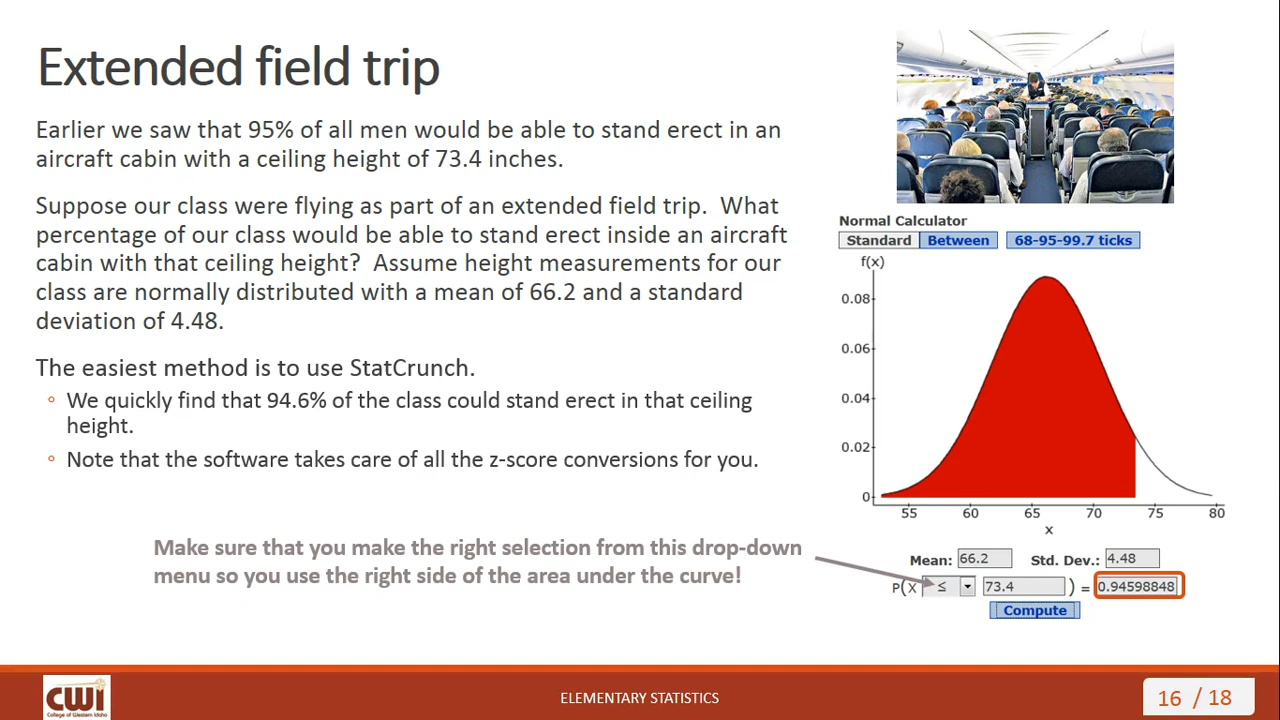 Extended field trip
Earlier we saw that 95% of all men would be able to stand erect in an
aircraft cabin with a ceiling height of 73.4 inches.
Suppose our class were flying as part of an extended field trip.  What
percentage of our class would be able to stand erect inside an aircraft
cabin with that ceiling height?  Assume height measurements for our
class are normally distributed with a mean of 66.2 and a standard
deviation of 4.48.
The easiest method is to use StatCrunch.
◦ We quickly find that 94.6% of the class could stand erect in that ceiling
height.
◦ Note that the software takes care of all the z-score conversions for you.
Make sure that you make the right selection from this drop-down
menu so you use the right side of the area under the curve!
Normal Calculator
Standard Between 68-95-99.7 ticks
f(x)
0.08
0.06
0.04
0.02
0
55 60 65 70 75 80
x
Mean: 66.2 Std. Dev.: 4.48
P(X ≤ 73.4 ) = 0.94598848
Compute
CWI
College of Western Idaho
ELEMENTARY STATISTICS
16 / 18